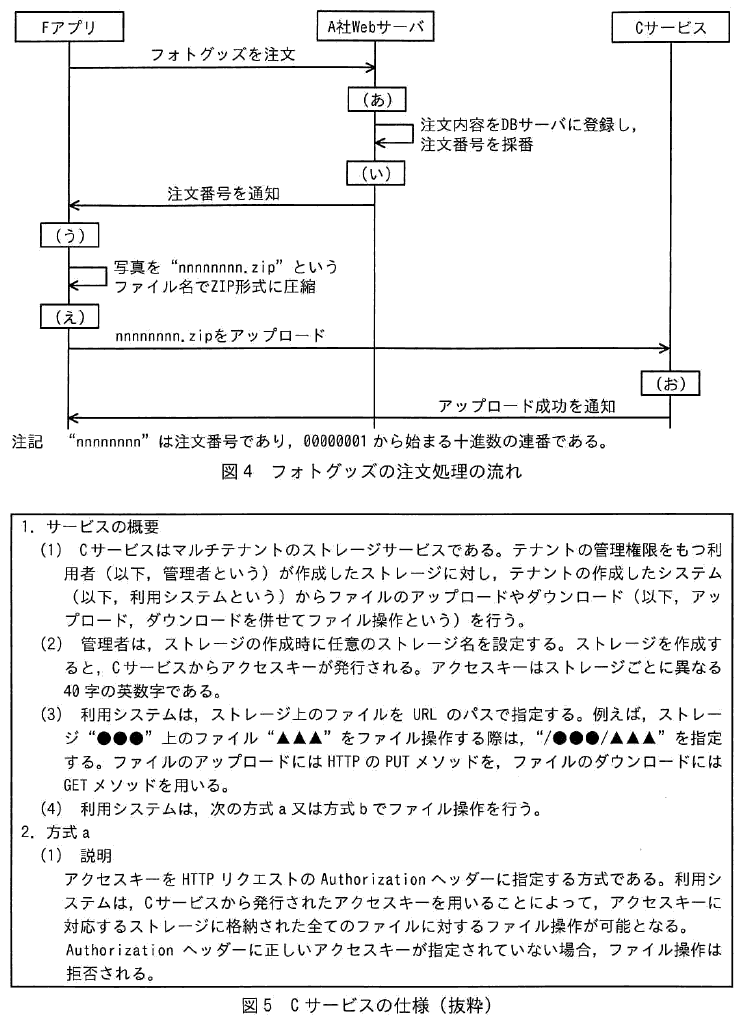 Fアプリ
A社Webサーバ
Cサービス
フォトグッズを注文
(あ)
注文内容をDBサーバに登録し,
注文番号を採番
(い)
注文番号を通知
(う)
写真を“nnnnnnnn.zip”という
ファイル名でZIP形式に圧縮
(え)
nnnnnnnn.zipをアップロード
(お)
アップロード成功を通知
注記 “nnnnnnnn”は注文番号であり,00000001から始まる十進数の連番である。
図4 フォトグッズの注文処理の流れ
1. サービスの概要
(1) Cサービスはマルチテナントのストレージサービスである。テナントの管理権限をもつ利
用者(以下,管理者という)が作成したストレージに対し,テナントの作成したシステム
(以下,利用システムという)からファイルのアップロードやダウンロード(以下,アッ
プロード,ダウンロードを併せてファイル操作という)を行う。
(2) 管理者は,ストレージの作成時に任意のストレージ名を設定する。ストレージを作成す
ると,Cサービスからアクセスキーが発行される。アクセスキーはストレージごとに異なる
40字の英数字である。
(3) 利用システムは,ストレージ上のファイルを URL のパスで指定する。例えば,ストレー
ジ“●●●”上のファイル“▲▲▲”をファイル操作する際は,“/●●●/▲▲▲”を指定
する。ファイルのアップロードにはHTTPのPUTメソッドを,ファイルのダウンロードには
GETメソッドを用いる。
(4) 利用システムは,次の方式a又は方式bでファイル操作を行う。
2. 方式a
(1) 説明
アクセスキーをHTTPリクエストのAuthorizationヘッダーに指定する方式である。利用シ
ステムは,Cサービスから発行されたアクセスキーを用いることによって,アクセスキーに
対応するストレージに格納された全てのファイルに対するファイル操作が可能となる。
Authorization ヘッダーに正しいアクセスキーが指定されていない場合,ファイル操作は
拒否される。
図5 Cサービスの仕様(抜粋)